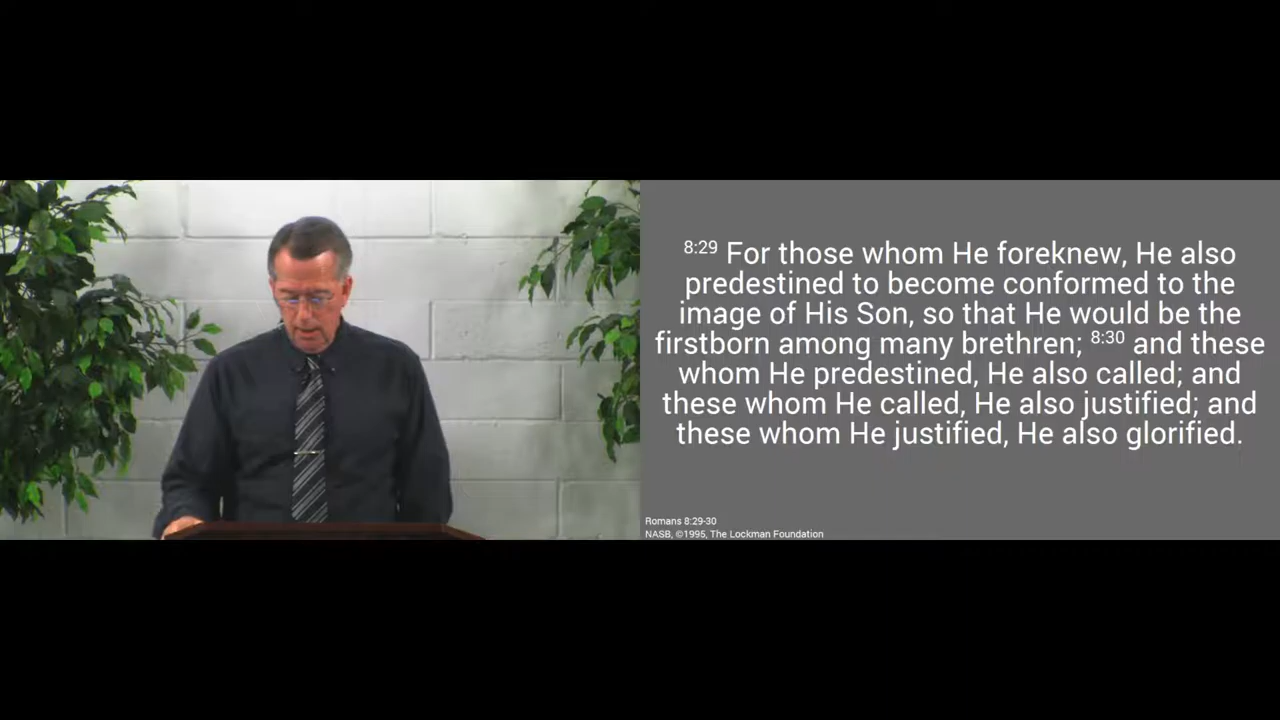 8:29 For those whom He foreknew, He also
predestined to become conformed to the
image of His Son, so that He would be the
firstborn among many brethren; 8:30 and these
whom He predestined, He also called; and
these whom He called, He also justified; and
these whom He justified, He also glorified.
Romans 8:29-30
NASB, ©1995, The Lockman Foundation